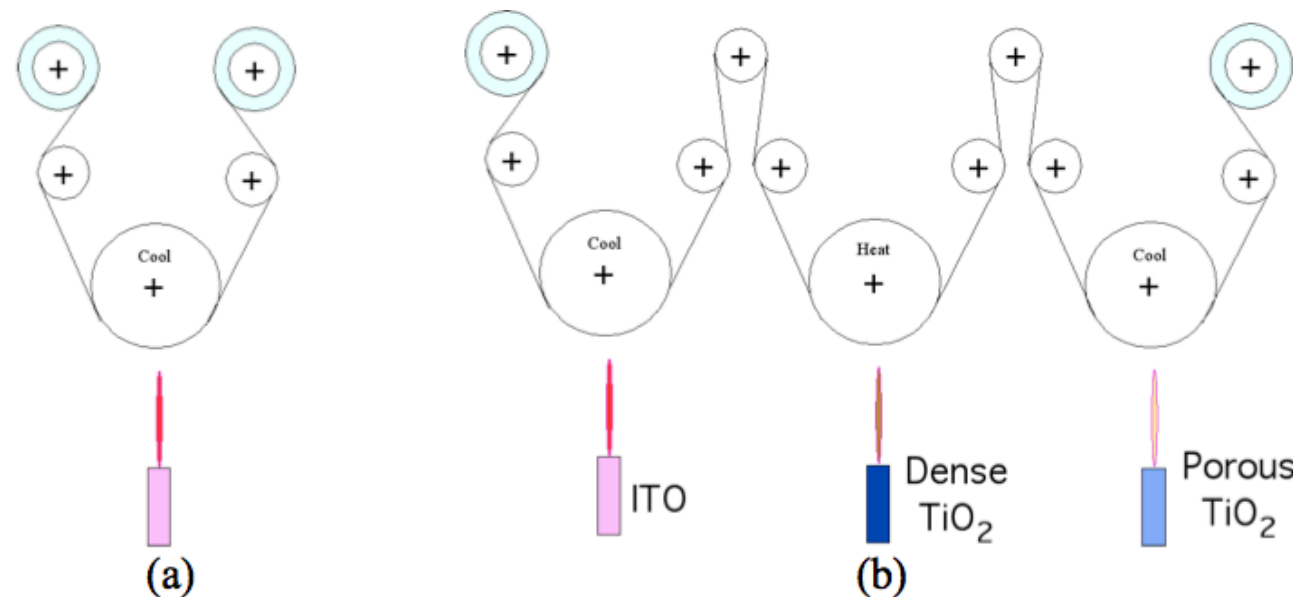 Cool
Cool
Heat
Cool
ITO
Dense
TiO₂
Porous
TiO₂
(a)
(b)